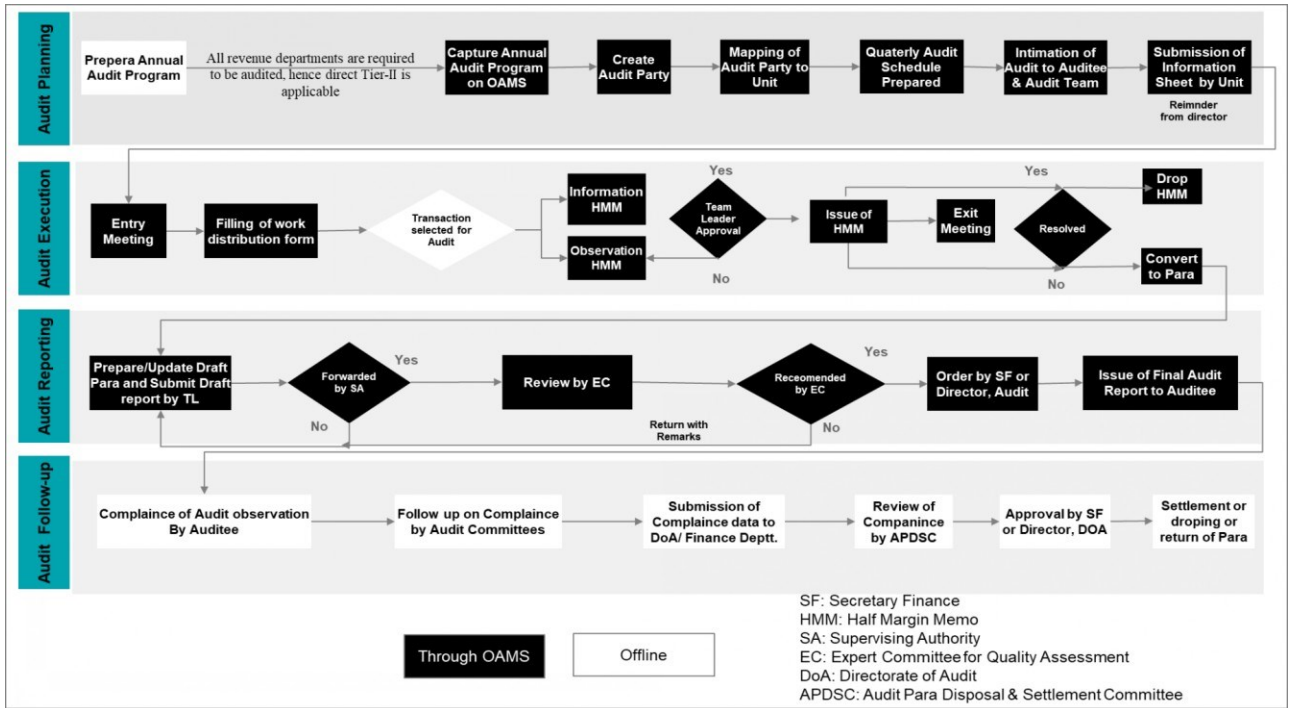 Audit Planning
Prepera Annual
Audit Program
All revenue departments are required
to be audited, hence direct Tier-II is
applicable
Capture Annual
Audit Program
on OAMS
Create
Audit Party
Mapping of
Audit Party to
Unit
Quaterly Audit
Schedule
Prepared
Intimation of
Audit to Auditee
& Audit Team
Submission of
Information
Sheet by Unit
Reimnder
from director
Audit Execution
Entry
Meeting
Filling of work
distribution form
Transaction
selected for
Audit
Information
HMM
Observation
HMM
Yes
Team
Leader
Approval
No
Issue of
HMM
Exit
Meeting
Yes
Resolved
No
Drop
HMM
Convert
to Para
Audit Reporting
Prepare/Update Draft
Para and Submit Draft
report by TL
Forwarded
by SA
Yes
No
Review by EC
Return with
Remarks
Receomended
by EC
Yes
No
Order by SF or
Director, Audit
Issue of Final Audit
Report to Auditee
Audit Follow-up
Complaince of Audit observation
By Auditee
Follow up on Complaince
by Audit Committees
Submission of
Complaince data to
DoA/ Finance Deptt.
Review of
Companince
by APDSC
Approval by SF
or Director, DOA
Settlement or
droping or
return of Para
Through OAMS
Offline
SF: Secretary Finance
HMM: Half Margin Memo
SA: Supervising Authority
EC: Expert Committee for Quality Assessment
DoA: Directorate of Audit
APDSC: Audit Para Disposal & Settlement Committee